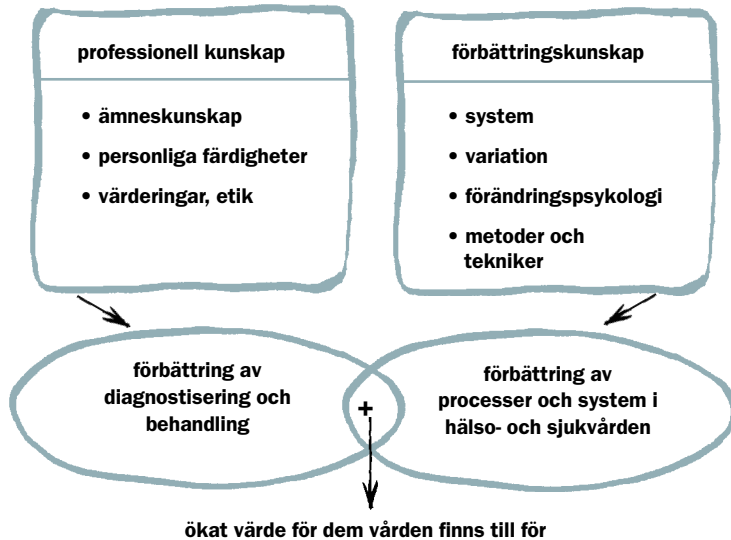 professionell kunskap
• ämneskunskap
• personliga färdigheter
• värderingar, etik
förbättringskunskap
• system
• variation
• förändringspsykologi
• metoder och
tekniker
förbättring av
diagnostisering och
behandling
+
förbättring av
processer och system i
hälso- och sjukvården
ökat värde för dem vården finns till för